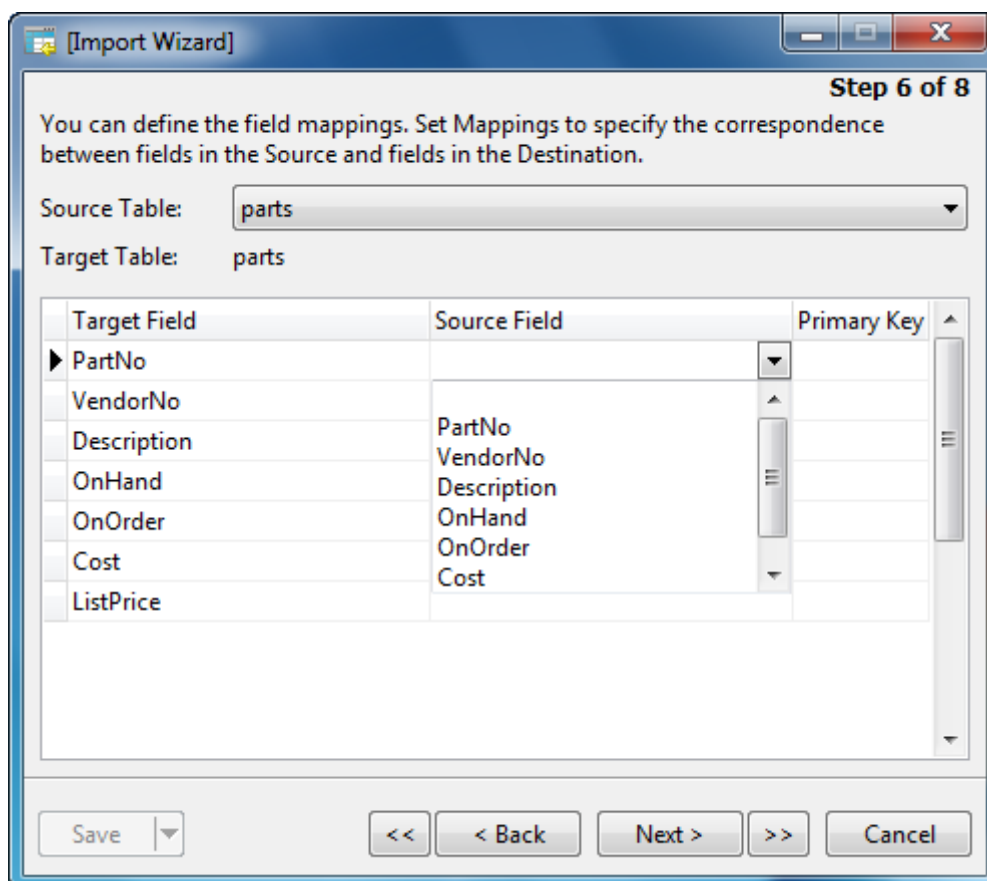 [Import Wizard]
Step 6 of 8
You can define the field mappings. Set Mappings to specify the correspondence
between fields in the Source and fields in the Destination.
Source Table: parts
Target Table: parts
Target Field Source Field Primary Key
PartNo
VendorNo
Description
OnHand
OnOrder
Cost
ListPrice
PartNo
VendorNo
Description
OnHand
OnOrder
Cost
Save << < Back Next > >> Cancel